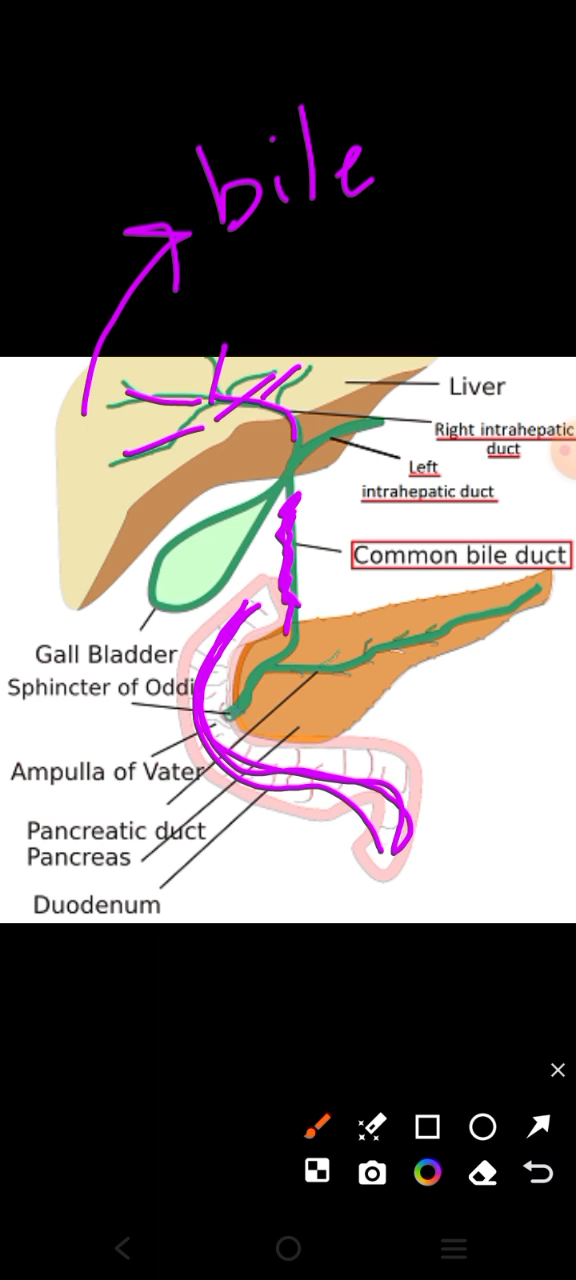 bile
Liver
Right intrahepatic
duct
Left
intrahepatic duct
Common bile duct
Gall Bladder
Sphincter of Oddi
Ampulla of Vater
Pancreatic duct
Pancreas
Duodenum